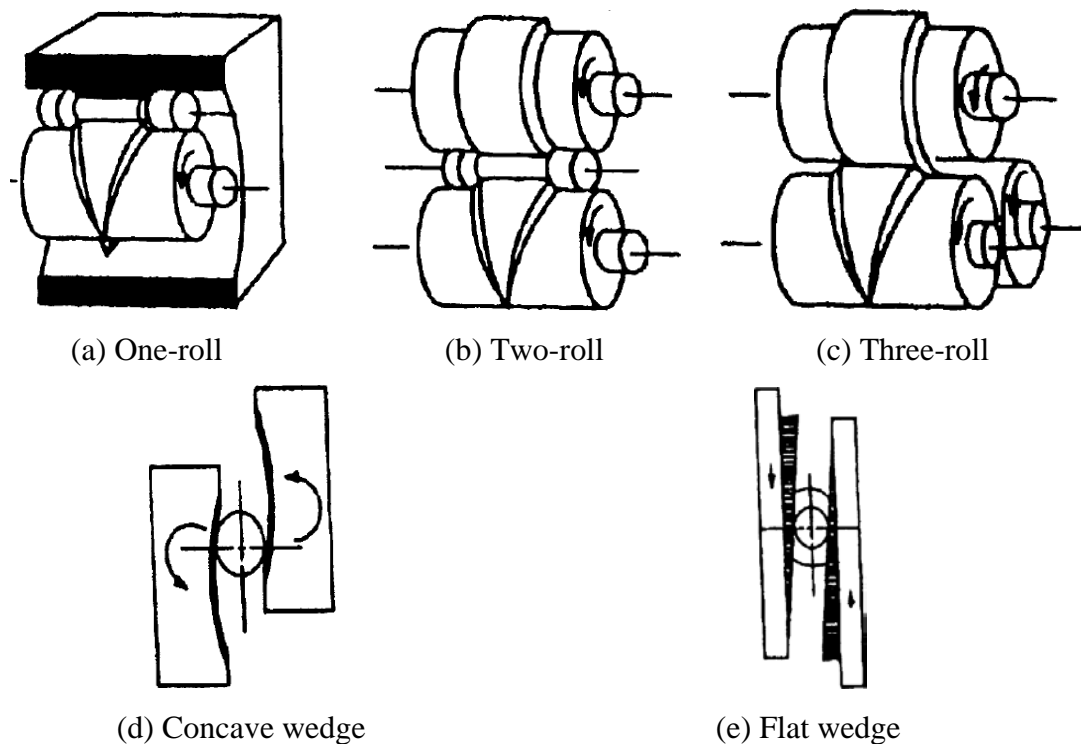 (a) One-roll
(b) Two-roll
(c) Three-roll
(d) Concave wedge
(e) Flat wedge